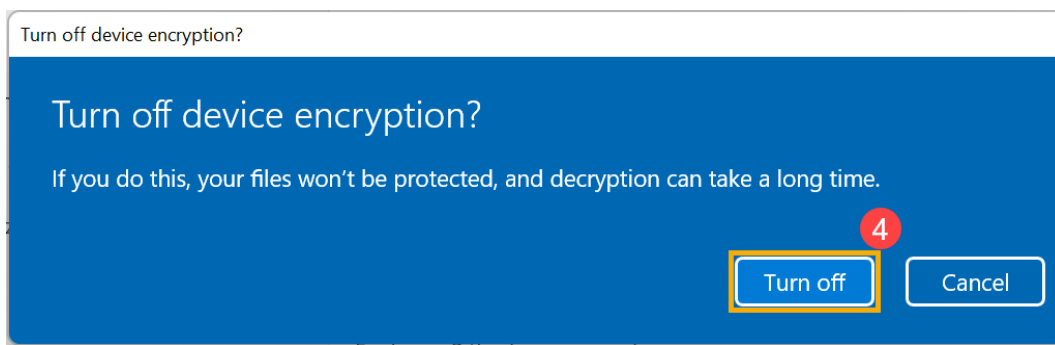 Turn off device encryption?
Turn off device encryption?
If you do this, your files won't be protected, and decryption can take a long time.
4
Turn off
Cancel